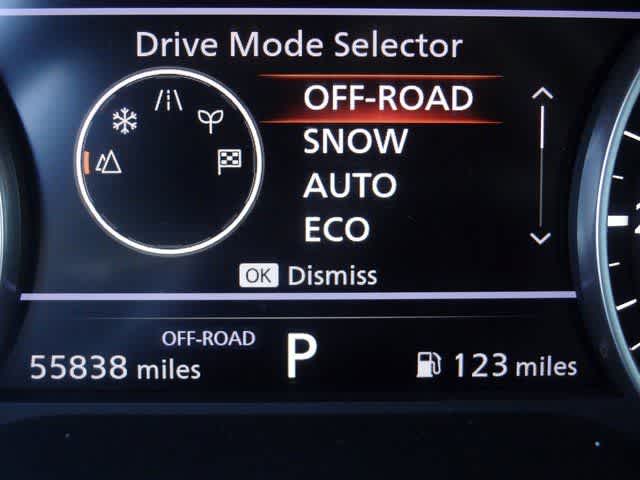 Drive Mode Selector
OFF-ROAD
SNOW
AUTO
ECO
OK Dismiss
OFF-ROAD
55838 miles P 123 miles